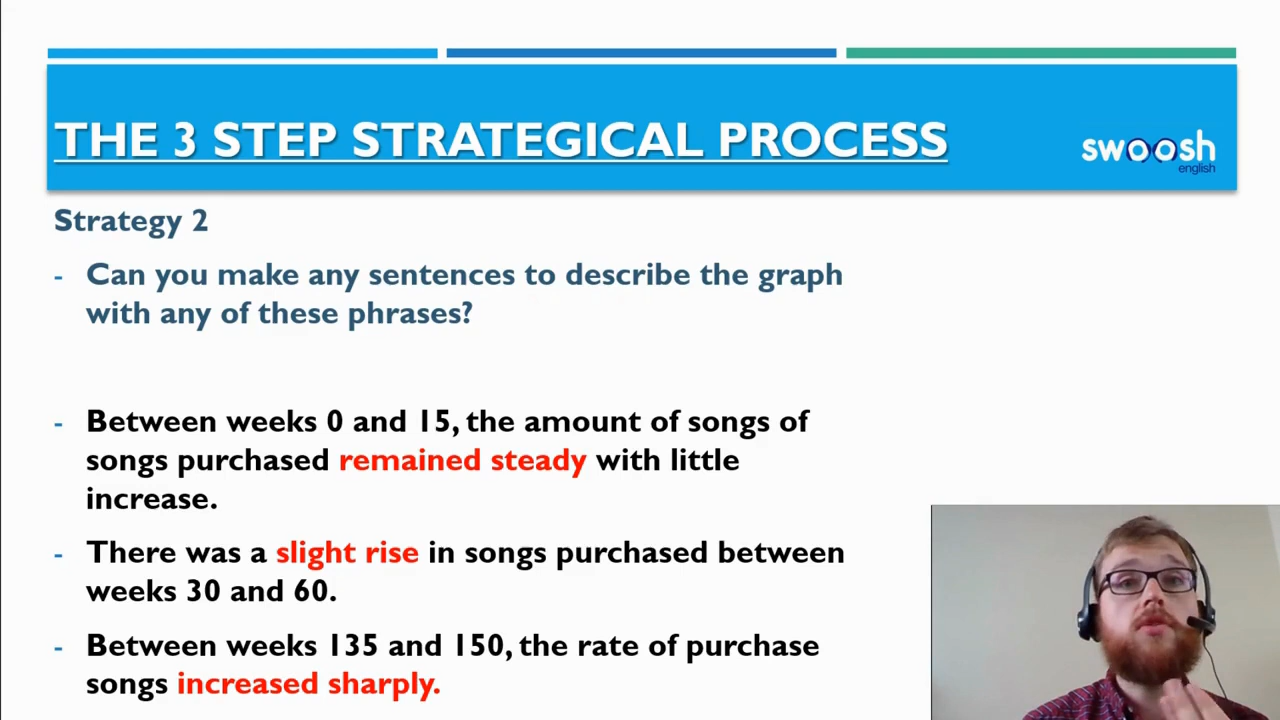 THE 3 STEP STRATEGICAL PROCESS
swoosh
english
Strategy 2
- Can you make any sentences to describe the graph
with any of these phrases?
- Between weeks 0 and 15, the amount of songs of
songs purchased remained steady with little
increase.
- There was a slight rise in songs purchased between
weeks 30 and 60.
- Between weeks 135 and 150, the rate of purchase
songs increased sharply.